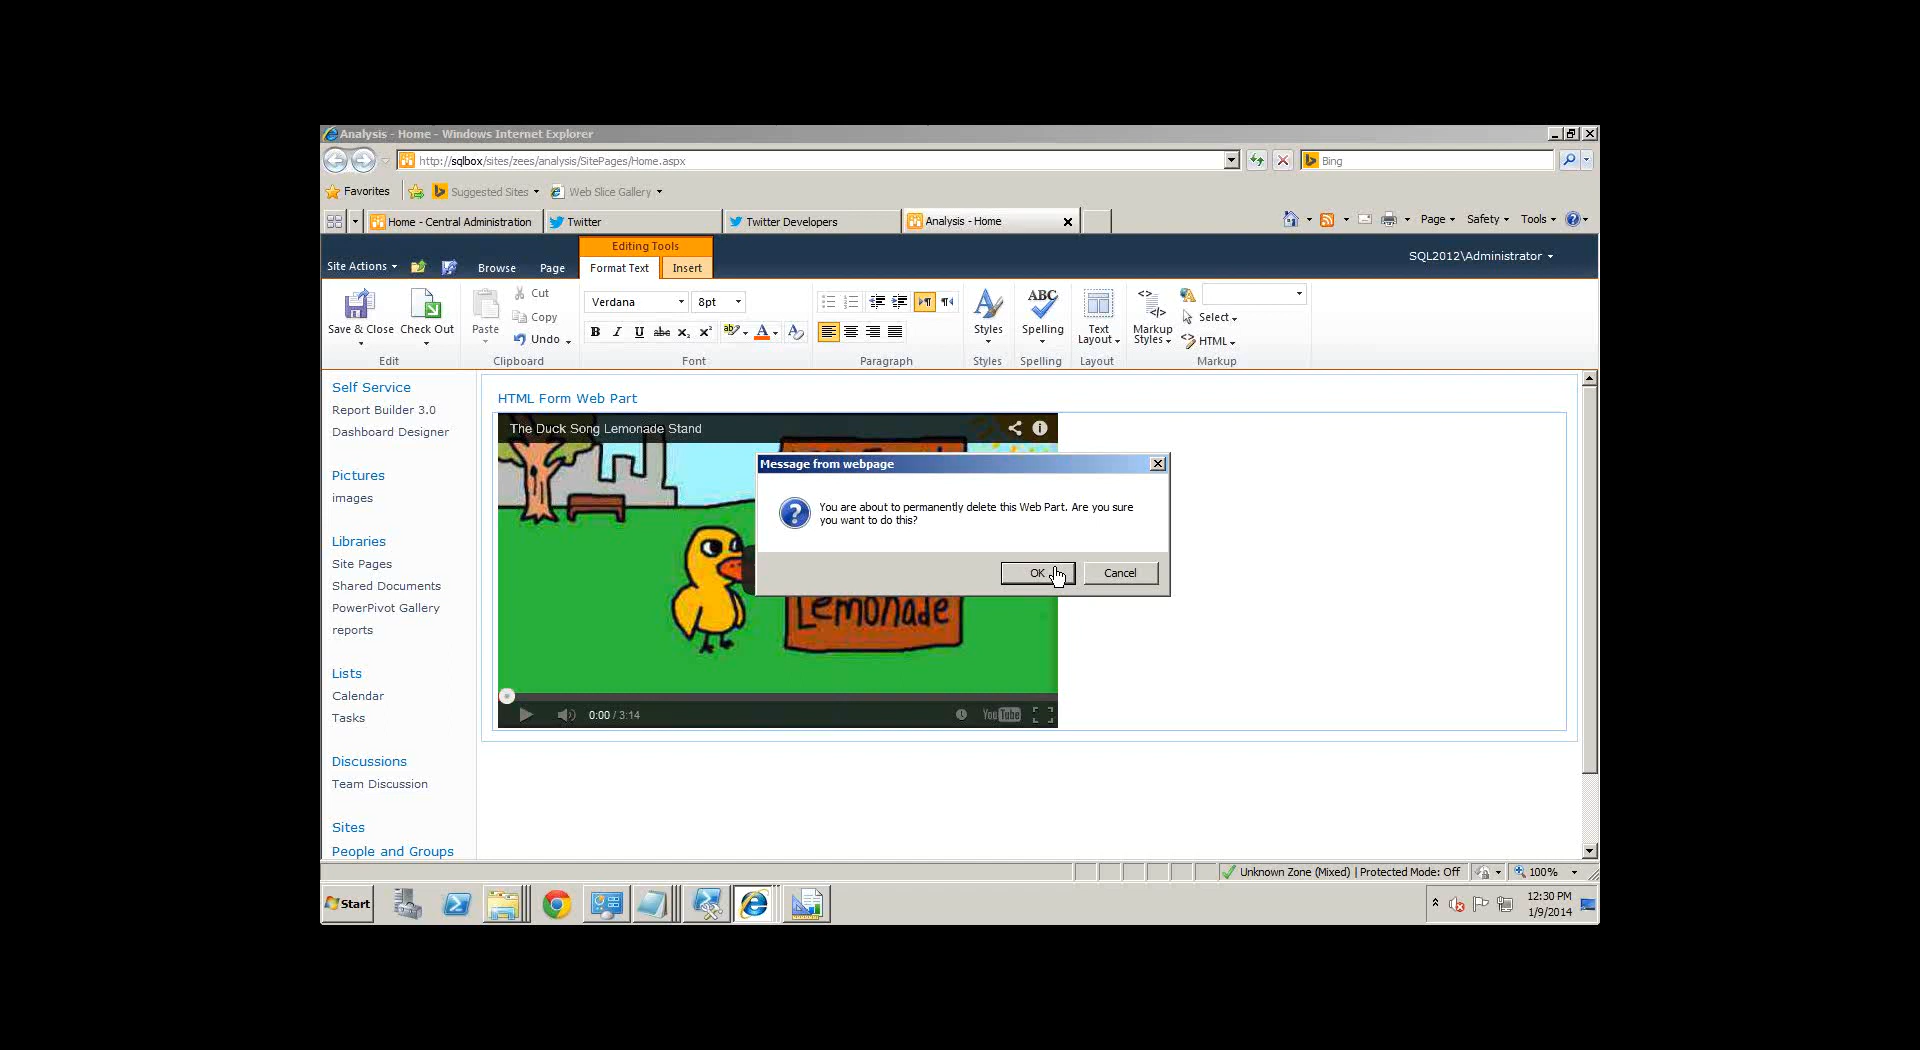 Analysis - Home - Windows Internet Explorer
http://sqlbox/sites/zees/analysis/SitePages/Home.aspx
Bing
Favorites
Suggested Sites
Web Slice Gallery
Home - Central Administration
Twitter
Twitter Developers
Analysis - Home
Page
Safety
Tools
Editing Tools
SQL2012\Administrator
Site Actions
Browse
Page
Format Text
Insert
Save & Close
Check Out
Edit
Paste
Cut
Copy
Undo
Clipboard
Verdana
8pt
B I U abc X₂ X²
ab A A
Font
Paragraph
Styles
Styles
ABC
Spelling
Spelling
Text
Layout
Layout
Markup
Styles
Select
HTML
Markup
Self Service
Report Builder 3.0
Dashboard Designer
Pictures
images
Libraries
Site Pages
Shared Documents
PowerPivot Gallery
reports
Lists
Calendar
Tasks
Discussions
Team Discussion
Sites
People and Groups
HTML Form Web Part
The Duck Song Lemonade Stand
Message from webpage
You are about to permanently delete this Web Part. Are you sure
you want to do this?
OK
Cancel
Lemonade
0:00 / 3:14
YouTube
Unknown Zone (Mixed) | Protected Mode: Off
100%
Start
12:30 PM
1/9/2014